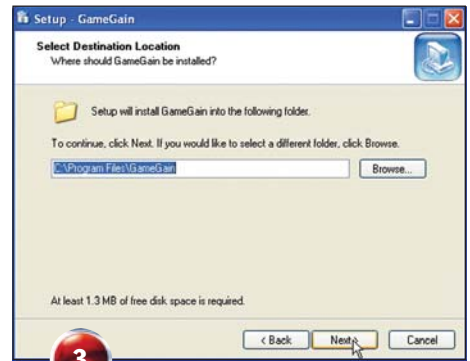 Setup - GameGain
Select Destination Location
Where should GameGain be installed?
Setup will install GameGain into the following folder.
To continue, click Next. If you would like to select a different folder, click Browse.
C:\Program Files\GameGain
Browse...
At least 1.3 MB of free disk space is required.
< Back
Next >
Cancel
3